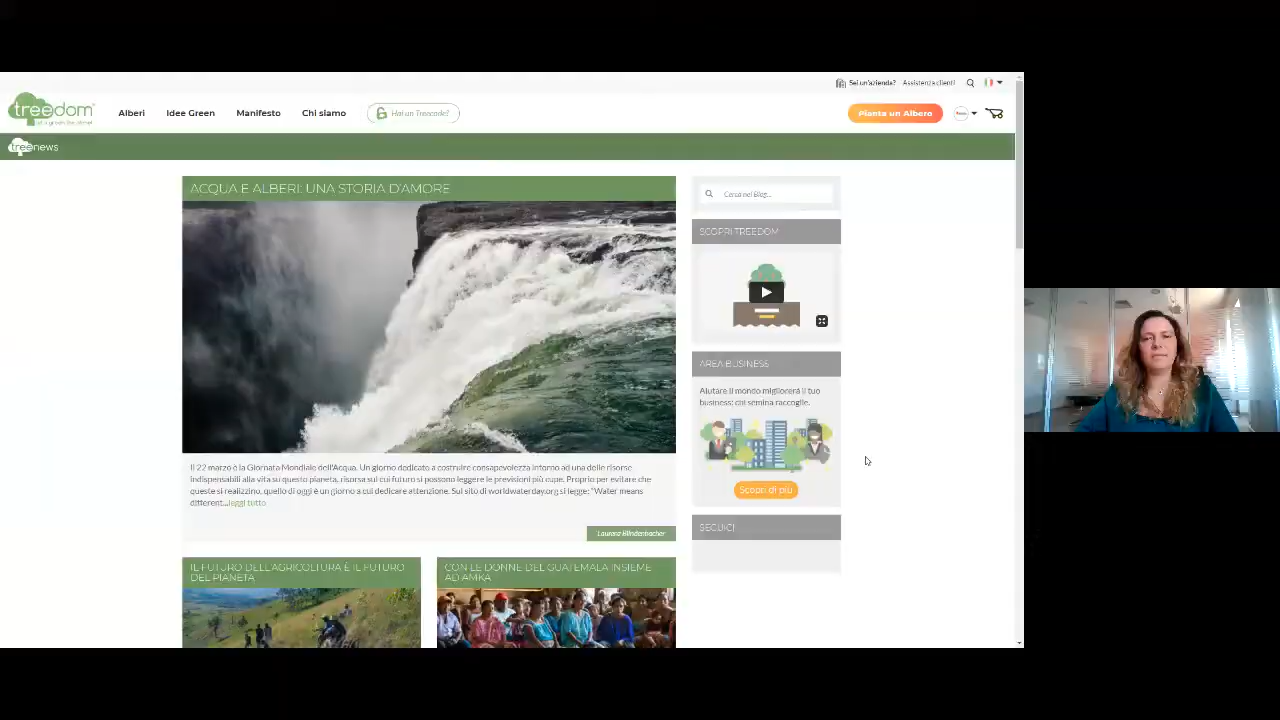 Sei un'azienda?
Assistenza clienti
treedom
Alberi
Idee Green
Manifesto
Chi siamo
Hai un Treecode?
Pianta un Albero
treenews
ACQUA E ALBERI: UNA STORIA D'AMORE
Il 22 marzo è la Giornata Mondiale dell'Acqua. Un giorno dedicato a costruire consapevolezza intorno ad una delle risorse
indispensabili alla vita su questo pianeta, risorsa sul cui futuro si possono leggere le previsioni più cupe. Proprio per evitare
che queste si realizzino, quello di oggi è un giorno a cui dedicare attenzione. Sul sito di worldwaterday.org si legge: "Water means
different...leggi tutto
Laurenz Blindenbacher
IL FUTURO DELL'AGRICOLTURA È IL FUTURO
DEL PIANETA
CON LE DONNE DEL GUATEMALA INSIEME
AD AMKA
Cerca nel Blog...
SCOPRI TREEDOM
AREA BUSINESS
Aiutare il mondo migliorerà il tuo
business: chi semina raccoglie.
Scopri di più
SEGUICI